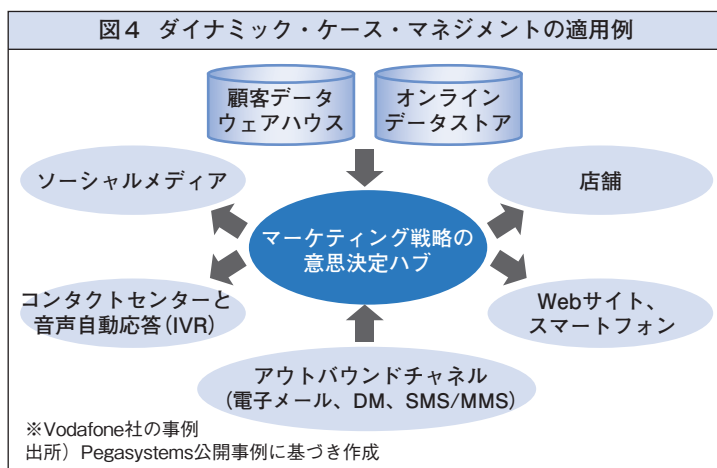 図4 ダイナミック・ケース・マネジメントの適用例
顧客データ
ウェアハウス
オンライン
データストア
ソーシャルメディア
店舗
マーケティング戦略の
意思決定ハブ
コンタクトセンターと
音声自動応答(IVR)
Webサイト、
スマートフォン
アウトバウンドチャネル
(電子メール、DM、SMS/MMS)
※Vodafone社の事例
出所）Pegasystems公開事例に基づき作成